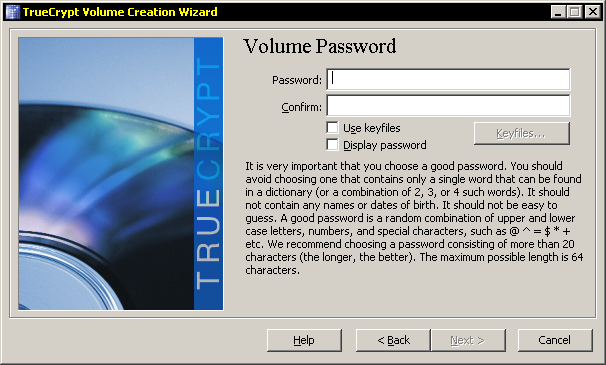 TrueCrypt Volume Creation Wizard
TRUECRYPT
Volume Password
Password:
Confirm:
Use keyfiles
Keyfiles...
Display password
It is very important that you choose a good password. You should
avoid choosing one that contains only a single word that can be found
in a dictionary (or a combination of 2, 3, or 4 such words). It should
not contain any names or dates of birth. It should not be easy to
guess. A good password is a random combination of upper and lower
case letters, numbers, and special characters, such as @ ^ = $ * +
etc. We recommend choosing a password consisting of more than 20
characters (the longer, the better). The maximum possible length is 64
characters.
Help
< Back
Next >
Cancel